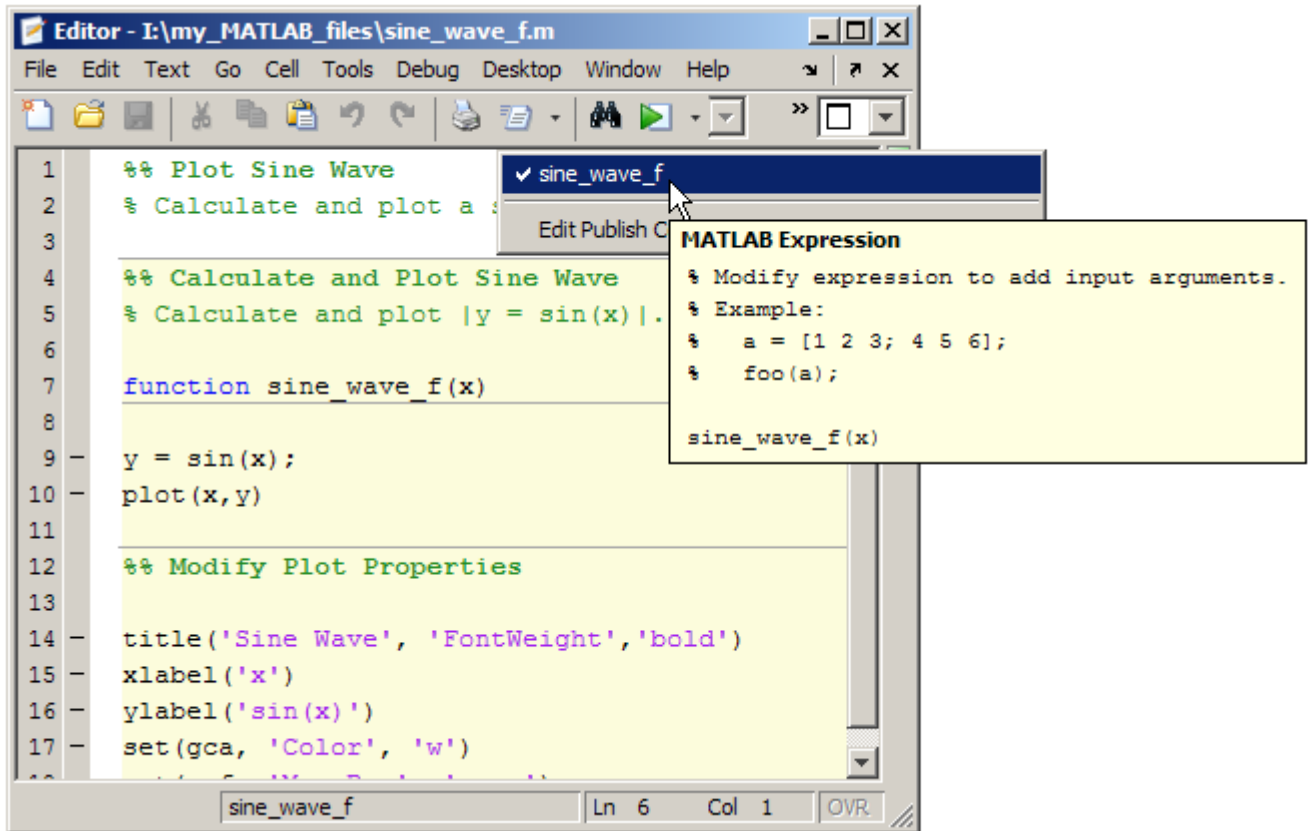 Editor - I:\my_MATLAB_files\sine_wave_f.m
File Edit Text Go Cell Tools Debug Desktop Window Help
1 %% Plot Sine Wave
2 % Calculate and plot a
3
4 %% Calculate and Plot Sine Wave
5 % Calculate and plot |y = sin(x)|.
6
7 function sine_wave_f(x)
8
9 - y = sin(x);
10 - plot(x,y)
11
12 %% Modify Plot Properties
13
14 - title('Sine Wave', 'FontWeight','bold')
15 - xlabel('x')
16 - ylabel('sin(x)')
17 - set(gca, 'Color', 'w')
sine_wave_f
Edit Publish C
MATLAB Expression
% Modify expression to add input arguments.
% Example:
% a = [1 2 3; 4 5 6];
% foo(a);
sine_wave_f(x)
sine_wave_f Ln 6 Col 1 OVR